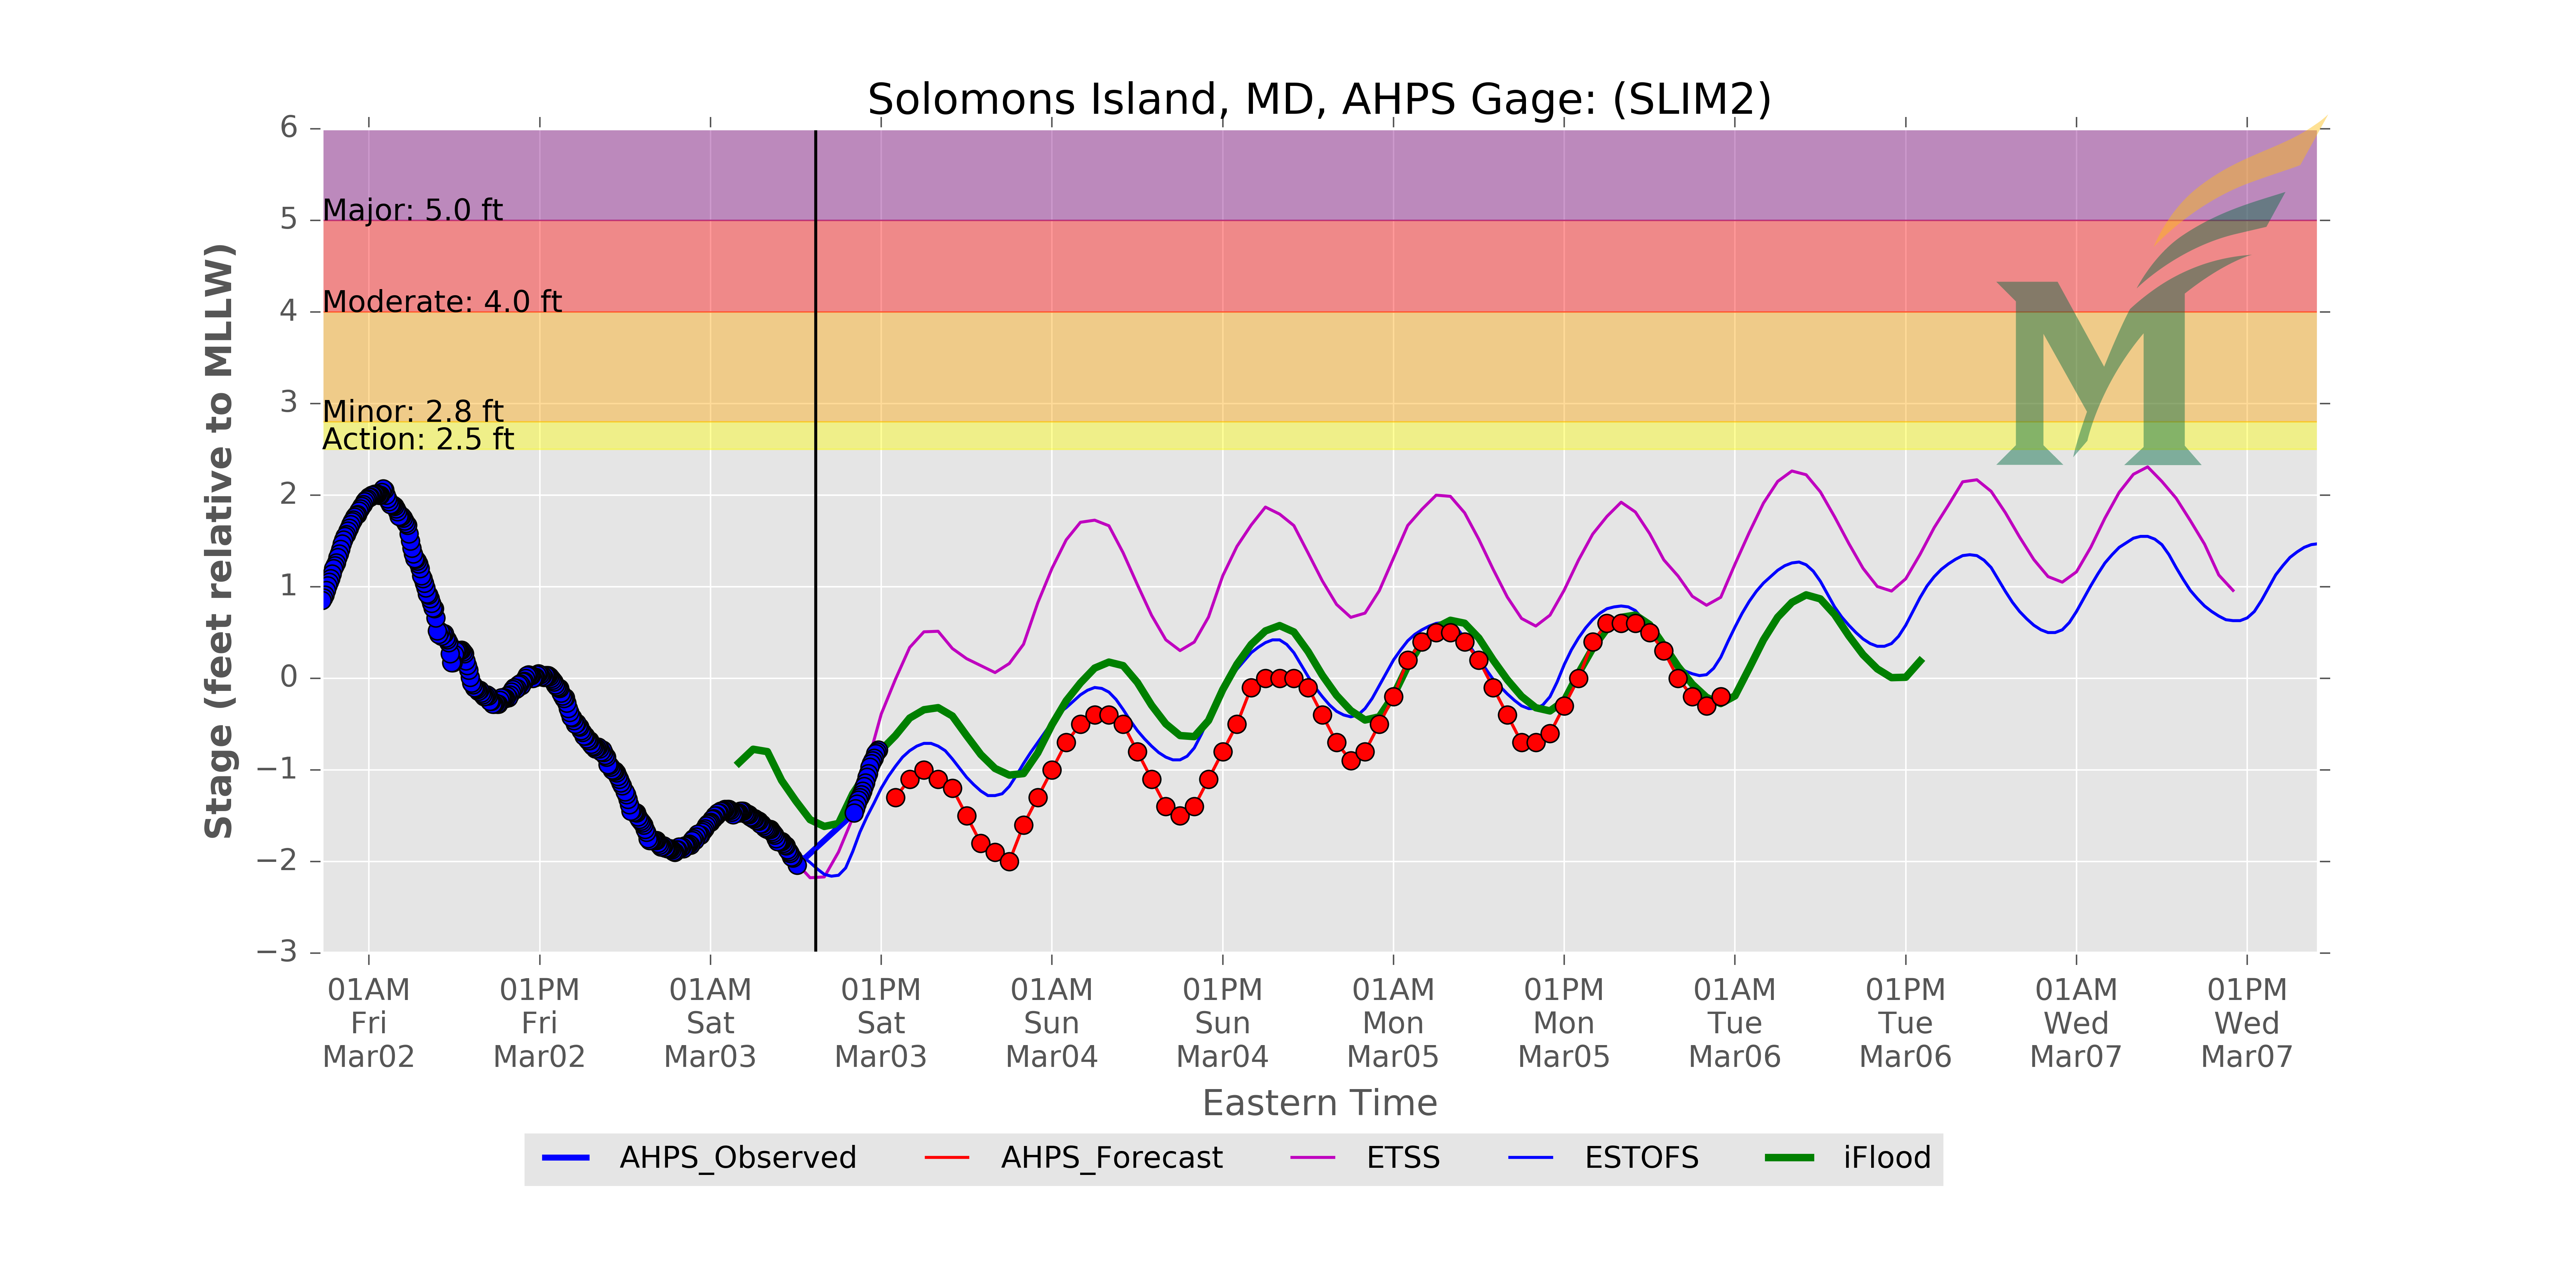 Solomons Island, MD, AHPS Gage: (SLIM2)
Stage (feet relative to MLLW)
6
5
4
3
2
1
0
−1
−2
−3
Major: 5.0 ft
Moderate: 4.0 ft
Minor: 2.8 ft
Action: 2.5 ft
01AM 01PM 01AM 01PM 01AM 01PM 01AM 01PM 01AM 01PM 01AM 01PM
Fri Fri Sat Sat Sun Sun Mon Mon Tue Tue Wed Wed
Mar02 Mar02 Mar03 Mar03 Mar04 Mar04 Mar05 Mar05 Mar06 Mar06 Mar07 Mar07
Eastern Time
AHPS_Observed AHPS_Forecast ETSS ESTOFS iFlood